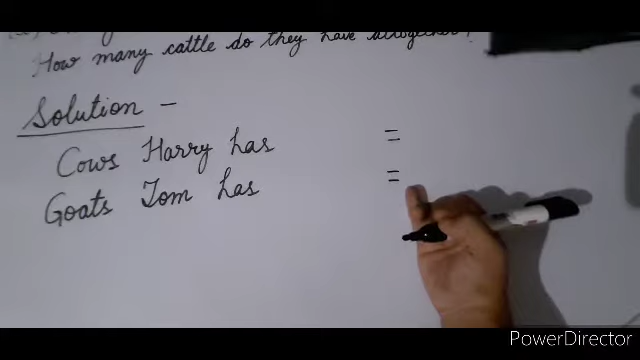 How many cattle do they have altogether?
Solution -
Cows Harry has =
Goats Tom has =
PowerDirector